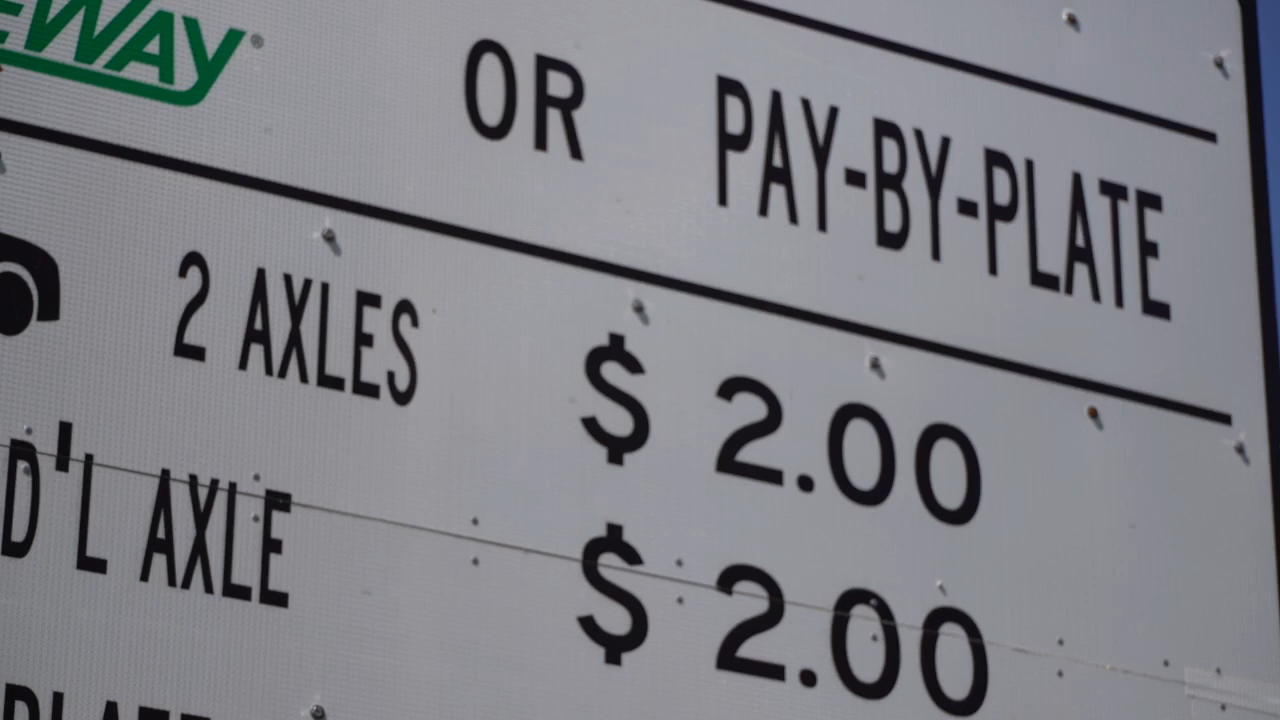 EWAY® OR PAY-BY-PLATE
2 AXLES $ 2.00
D'L AXLE $ 2.00